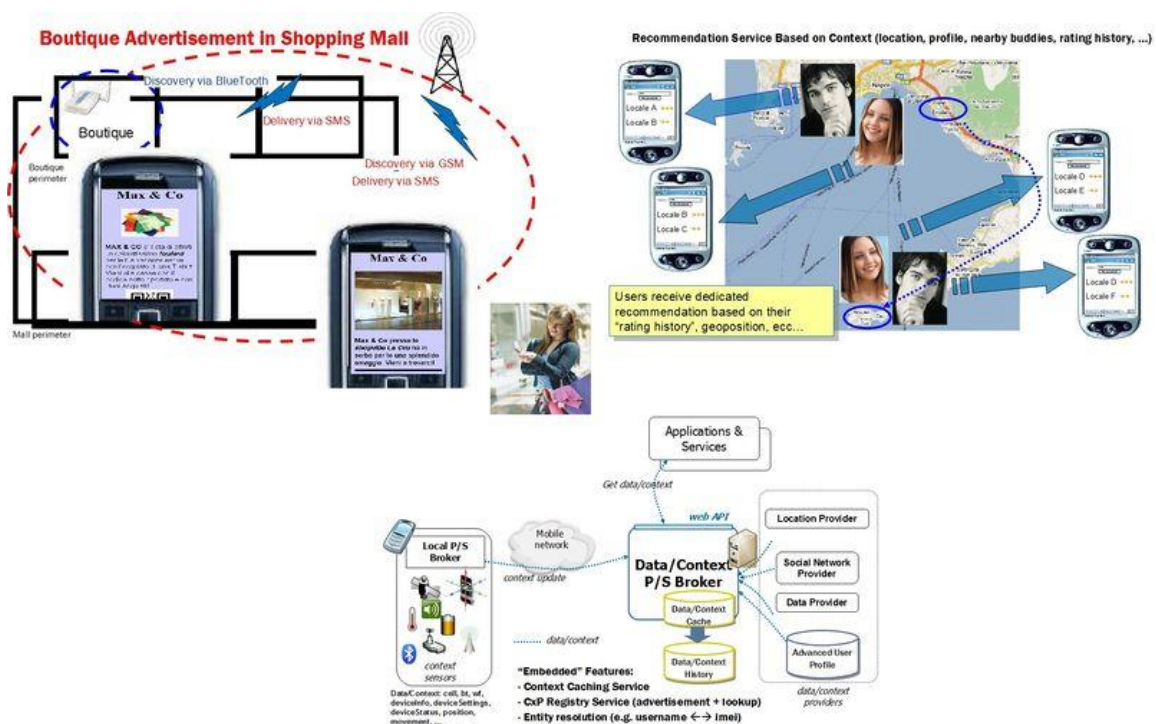 Boutique Advertisement in Shopping Mall
Discovery via BlueTooth
Delivery via SMS
Boutique
Boutique
perimeter
Discovery via GSM
Delivery via SMS
Max & Co
MAX & CO
Max & Co
Max & Co presso lo
Mall perimeter
Recommendation Service Based on Context (location, profile, nearby buddies, rating history, ...)
Locale A
Locale B
Locale B
Locale C
Locale D
Locale E
Locale D
Locale F
Users receive dedicated
recommendation based on their
"rating history", geoposition, ecc...
Applications &
Services
Get data/context
web API
Mobile
network
Local P/S
Broker
context update
Data/Context
P/S Broker
Data/Context
Cache
Data/Context
History
Location Provider
Social Network
Provider
Data Provider
Advanced User
Profile
data/context
providers
data/context
context
sensors
Data/Context: cell, bt, wf,
deviceInfo, deviceSettings,
deviceStatus, position,
movement, ...
"Embedded" Features:
- Context Caching Service
- CxP Registry Service (advertisement + lookup)
- Entity resolution (e.g. username ←→ imei)